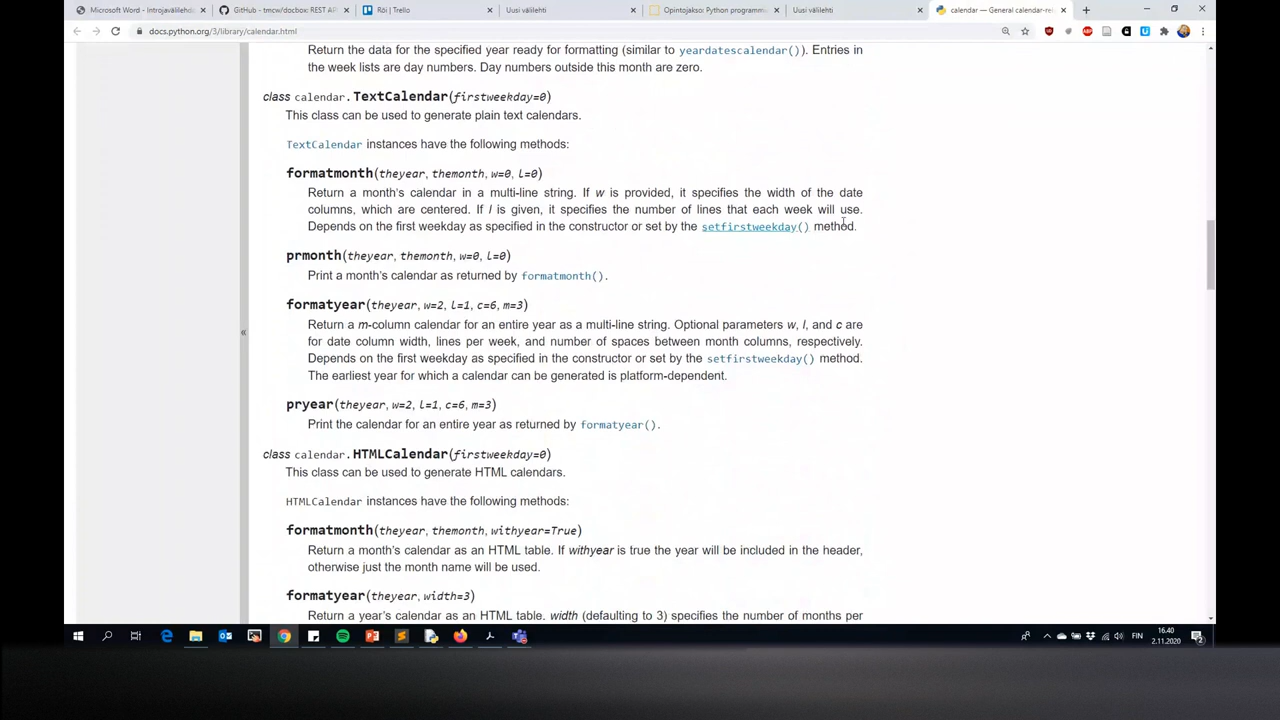 Microsoft Word - Introjavälilehde
GitHub - tmcw/docbox: REST AP
Rói | Trello
Uusi välilehti
Opintojakso: Python programmin
Uusi välilehti
calendar — General calendar-rel
docs.python.org/3/library/calendar.html
Return the data for the specified year ready for formatting (similar to yeardatescalendar()). Entries in
the week lists are day numbers. Day numbers outside this month are zero.
class calendar.TextCalendar(firstweekday=0)
This class can be used to generate plain text calendars.
TextCalendar instances have the following methods:
formatmonth(theyear, themonth, w=0, l=0)
Return a month's calendar in a multi-line string. If w is provided, it specifies the width of the date
columns, which are centered. If l is given, it specifies the number of lines that each week will use.
Depends on the first weekday as specified in the constructor or set by the setfirstweekday() method.
prmonth(theyear, themonth, w=0, l=0)
Print a month's calendar as returned by formatmonth().
formatyear(theyear, w=2, l=1, c=6, m=3)
Return a m-column calendar for an entire year as a multi-line string. Optional parameters w, l, and c are
for date column width, lines per week, and number of spaces between month columns, respectively.
Depends on the first weekday as specified in the constructor or set by the setfirstweekday() method.
The earliest year for which a calendar can be generated is platform-dependent.
pryear(theyear, w=2, l=1, c=6, m=3)
Print the calendar for an entire year as returned by formatyear().
class calendar.HTMLCalendar(firstweekday=0)
This class can be used to generate HTML calendars.
HTMLCalendar instances have the following methods:
formatmonth(theyear, themonth, withyear=True)
Return a month's calendar as an HTML table. If withyear is true the year will be included in the header,
otherwise just the month name will be used.
formatyear(theyear, width=3)
Return a year's calendar as an HTML table. width (defaulting to 3) specifies the number of months per
FIN
16.40
2.11.2020